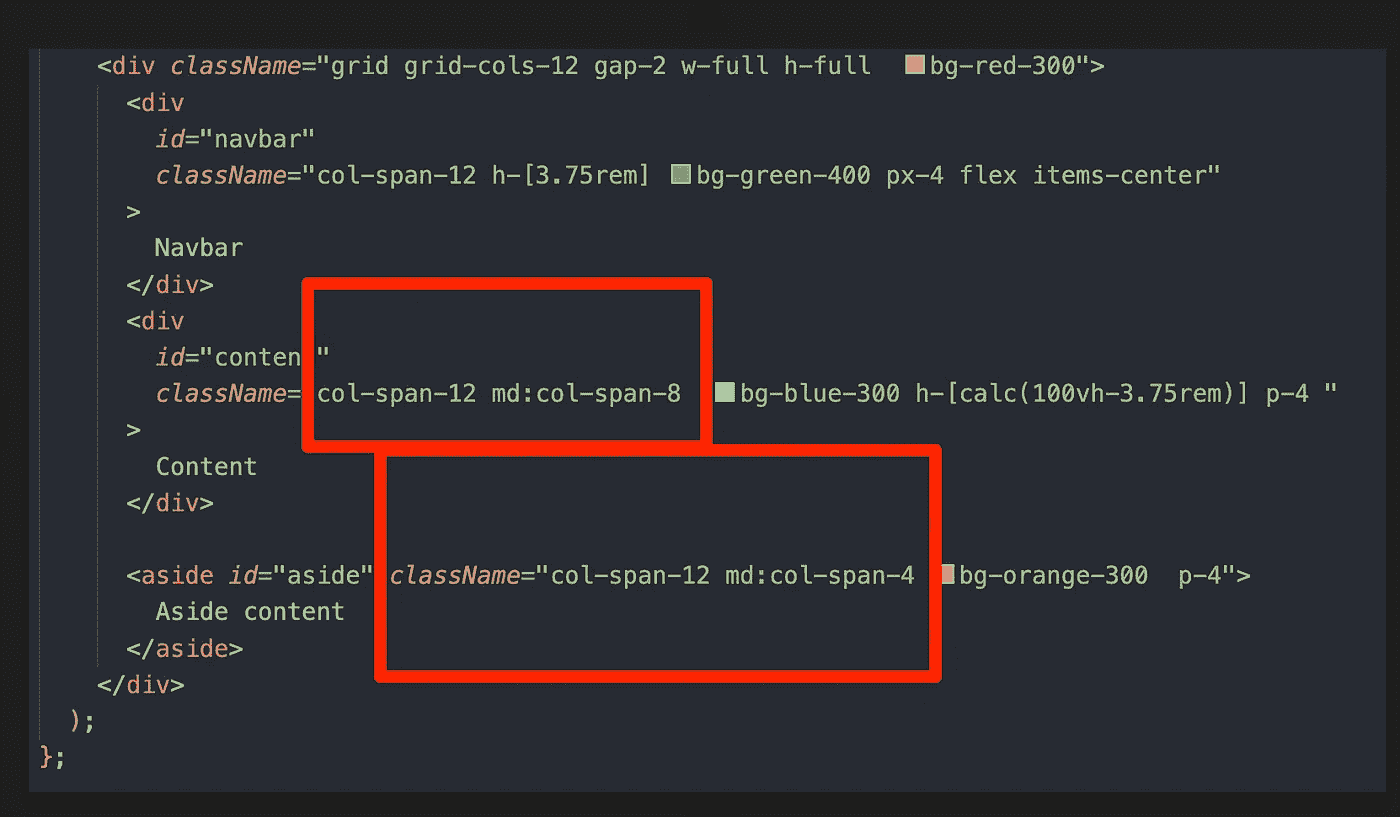 <div className="grid grid-cols-12 gap-2 w-full h-full bg-red-300">
<div
id="navbar"
className="col-span-12 h-[3.75rem] bg-green-400 px-4 flex items-center"
>
Navbar
</div>
<div
id="conten "
className= col-span-12 md:col-span-8 bg-blue-300 h-[calc(100vh-3.75rem)] p-4 "
>
Content
</div>
<aside id="aside" className="col-span-12 md:col-span-4 bg-orange-300 p-4">
Aside content
</aside>
</div>
);
};